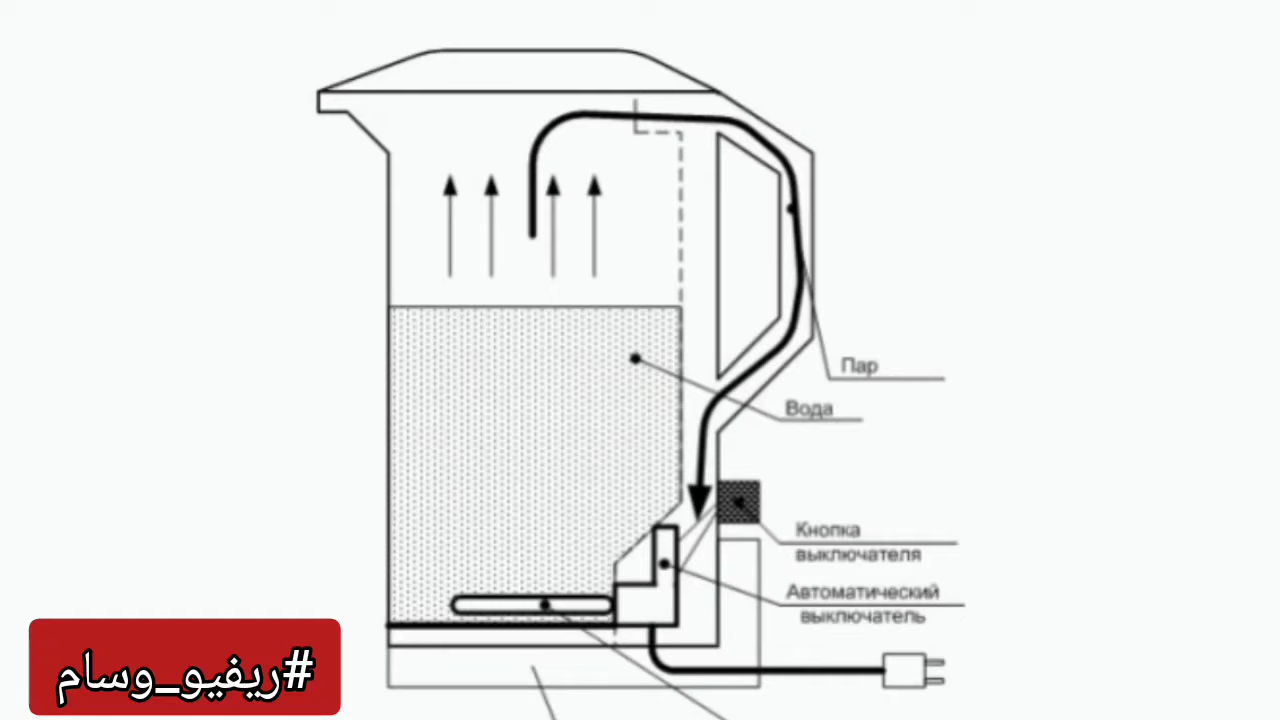 Пар
Вода
Кнопка
выключателя
Автоматический
выключатель
#ريفيو_وسام